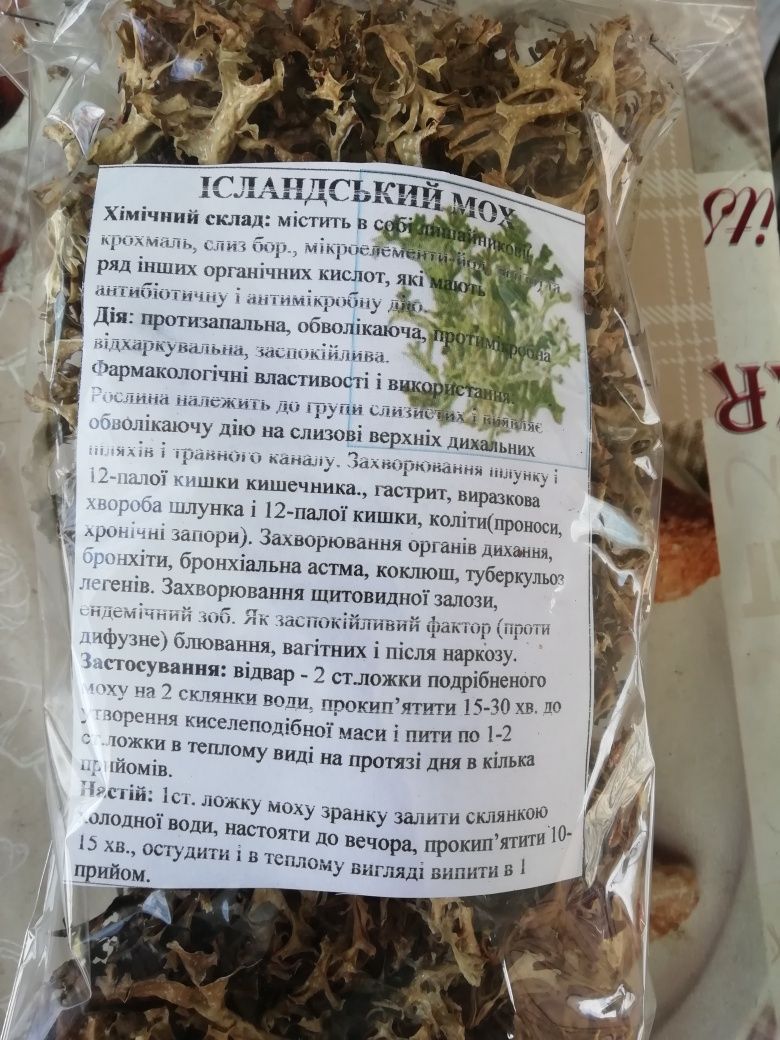 ІСЛАНДСЬКИЙ МОХ
Хімічний склад: містить в собі лишайниковий
крохмаль, слиз бор., мікроелементи-йод,
ряд інших органічних кислот, які мають
антибіотичну і антимікробну дію.
Дія: протизапальна, обволікаюча, протимікробна
відхаркувальна, заспокійлива.
Фармакологічні властивості і використання.
Рослина належить до групи слизистих і виявляє
обволікаючу дію на слизові верхніх дихальних
шляхів і травного каналу. Захворювання шлунку і
12-палої кишки кишечника., гастрит, виразкова
хвороба шлунка і 12-палої кишки, коліти(проноси,
хронічні запори). Захворювання органів дихання,
бронхіти, бронхіальна астма, коклюш, туберкульоз
легенів. Захворювання щитовидної залози,
ендемічний зоб. Як заспокійливий фактор (проти
дифузне) блювання, вагітних і після наркозу.
Застосування: відвар - 2 ст.ложки подрібненого
моху на 2 склянки води, прокип’ятити 15-30 хв. до
утворення киселеподібної маси і пити по 1-2
ст.ложки в теплому виді на протязі дня в кілька
прийомів.
Настій: 1ст. ложку моху зранку залити склянкою
холодної води, настояти до вечора, прокип’ятити 10-
15 хв., остудити і в теплому вигляді випити в 1
прийом.